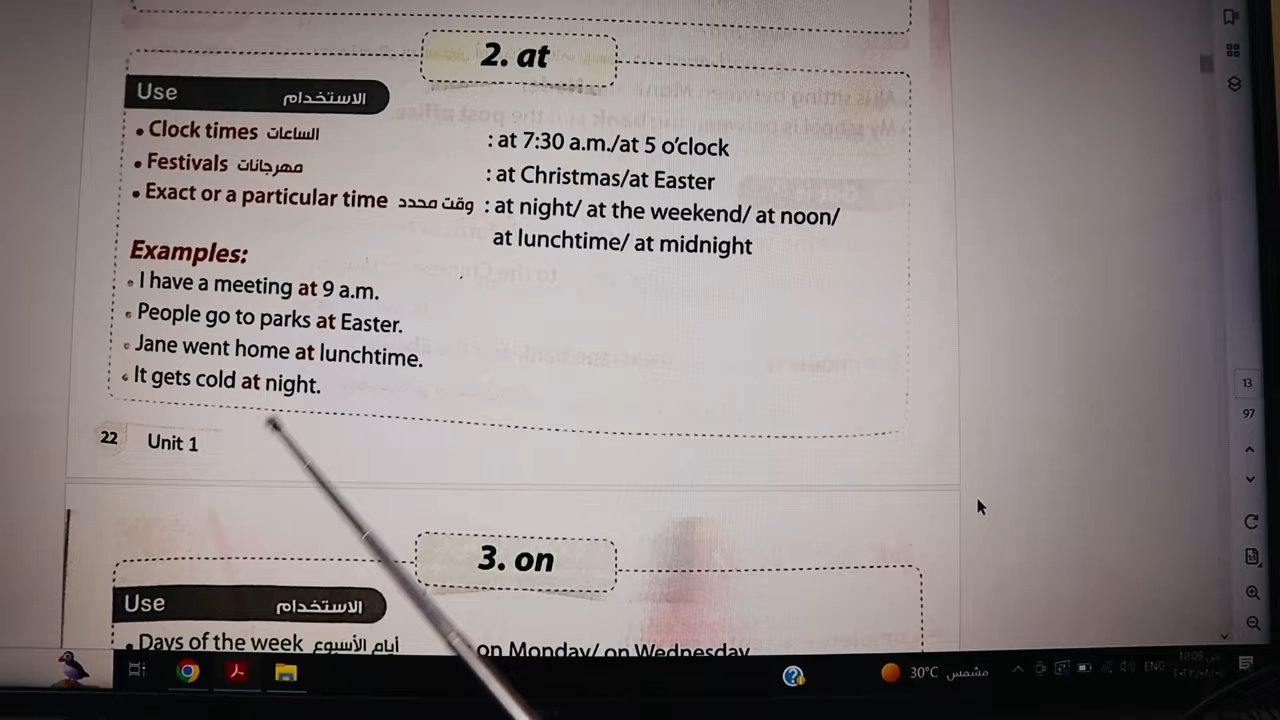 2. at
Use الاستخدام
• Clock times الساعات : at 7:30 a.m./at 5 o'clock
• Festivals مهرجانات : at Christmas/at Easter
• Exact or a particular time وقت محدد : at night/ at the weekend/ at noon/
at lunchtime/ at midnight
Examples:
• I have a meeting at 9 a.m.
• People go to parks at Easter.
• Jane went home at lunchtime.
• It gets cold at night.
22 Unit 1
3. on
Use الاستخدام
• Days of the week أيام الأسبوع on Monday/ on Wednesday
13
97
30°C مشمس
ENG
10:09